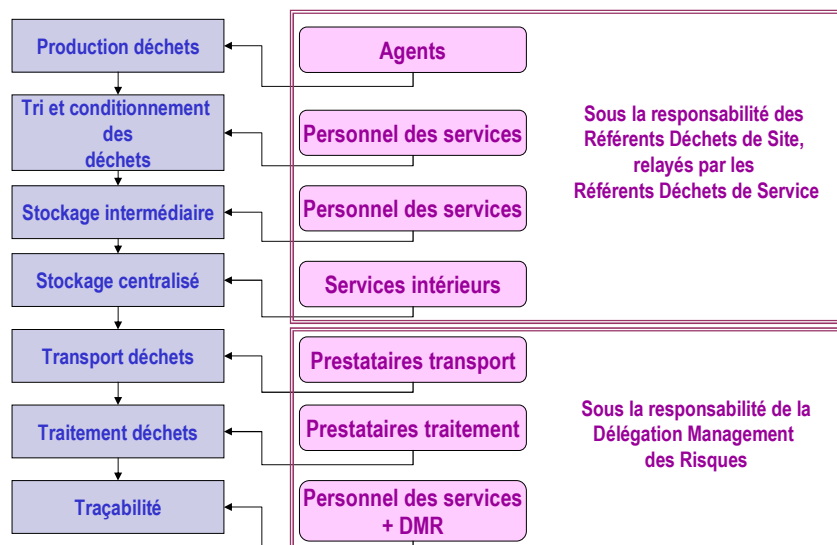 Production déchets
Agents
Tri et conditionnement
des
déchets
Personnel des services
Sous la responsabilité des
Référents Déchets de Site,
relayés par les
Référents Déchets de Service
Stockage intermédiaire
Personnel des services
Stockage centralisé
Services intérieurs
Transport déchets
Prestataires transport
Traitement déchets
Prestataires traitement
Sous la responsabilité de la
Délégation Management
des Risques
Traçabilité
Personnel des services
+ DMR